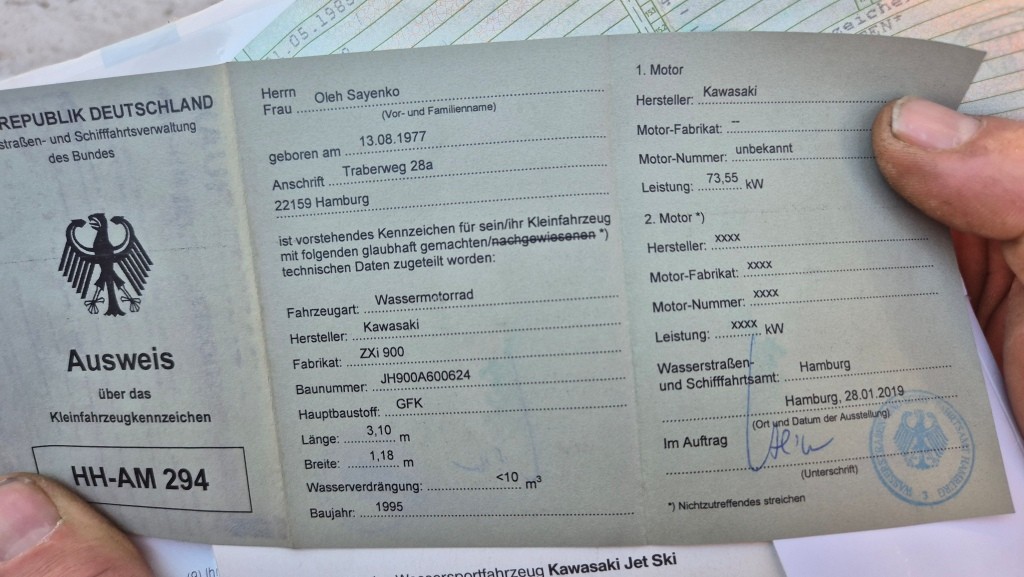 REPUBLIK DEUTSCHLAND
straßen- und Schifffahrtsverwaltung
des Bundes
Ausweis
über das
Kleinfahrzeugkennzeichen
HH-AM 294
Herrn
Frau Oleh Sayenko
(Vor- und Familienname)
geboren am 13.08.1977
Anschrift Traberweg 28a
22159 Hamburg
ist vorstehendes Kennzeichen für sein/ihr Kleinfahrzeug
mit folgenden glaubhaft gemachten/nachgewiesenen *)
technischen Daten zugeteilt worden:
Fahrzeugart: Wassermotorrad
Hersteller: Kawasaki
Fabrikat: ZXi 900
Baunummer: JH900A600624
Hauptbaustoff: GFK
Länge: 3,10 m
Breite: 1,18 m
Wasserverdrängung: <10 m³
Baujahr: 1995
1. Motor
Hersteller: Kawasaki
Motor-Fabrikat: --
Motor-Nummer: unbekannt
Leistung: 73,55 kW
2. Motor *)
Hersteller: xxxx
Motor-Fabrikat: xxxx
Motor-Nummer: xxxx
Leistung: xxxx kW
Wasserstraßen-
und Schifffahrtsamt: Hamburg
Hamburg, 28.01.2019
(Ort und Datum der Ausstellung)
Im Auftrag
(Unterschrift)
*) Nichtzutreffendes streichen
.05.1989
Wassersportfahrzeug Kawasaki Jet Ski